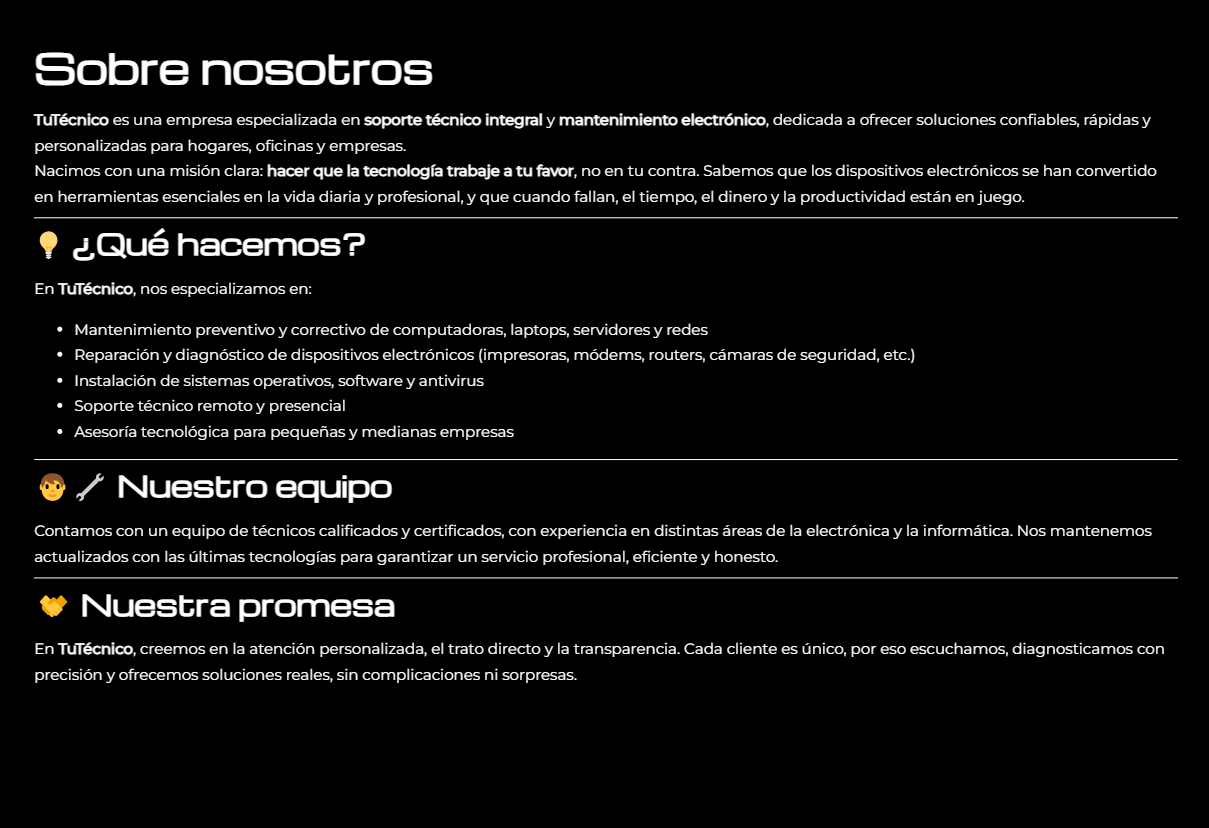 Sobre nosotros
TuTécnico es una empresa especializada en soporte técnico integral y mantenimiento electrónico, dedicada a ofrecer soluciones confiables, rápidas y
personalizadas para hogares, oficinas y empresas.
Nacimos con una misión clara: hacer que la tecnología trabaje a tu favor, no en tu contra. Sabemos que los dispositivos electrónicos se han convertido
en herramientas esenciales en la vida diaria y profesional, y que cuando fallan, el tiempo, el dinero y la productividad están en juego.
💡 ¿Qué hacemos?
En TuTécnico, nos especializamos en:
• Mantenimiento preventivo y correctivo de computadoras, laptops, servidores y redes
• Reparación y diagnóstico de dispositivos electrónicos (impresoras, módems, routers, cámaras de seguridad, etc.)
• Instalación de sistemas operativos, software y antivirus
• Soporte técnico remoto y presencial
• Asesoría tecnológica para pequeñas y medianas empresas
🧑🔧 Nuestro equipo
Contamos con un equipo de técnicos calificados y certificados, con experiencia en distintas áreas de la electrónica y la informática. Nos mantenemos
actualizados con las últimas tecnologías para garantizar un servicio profesional, eficiente y honesto.
🤝 Nuestra promesa
En TuTécnico, creemos en la atención personalizada, el trato directo y la transparencia. Cada cliente es único, por eso escuchamos, diagnosticamos con
precisión y ofrecemos soluciones reales, sin complicaciones ni sorpresas.